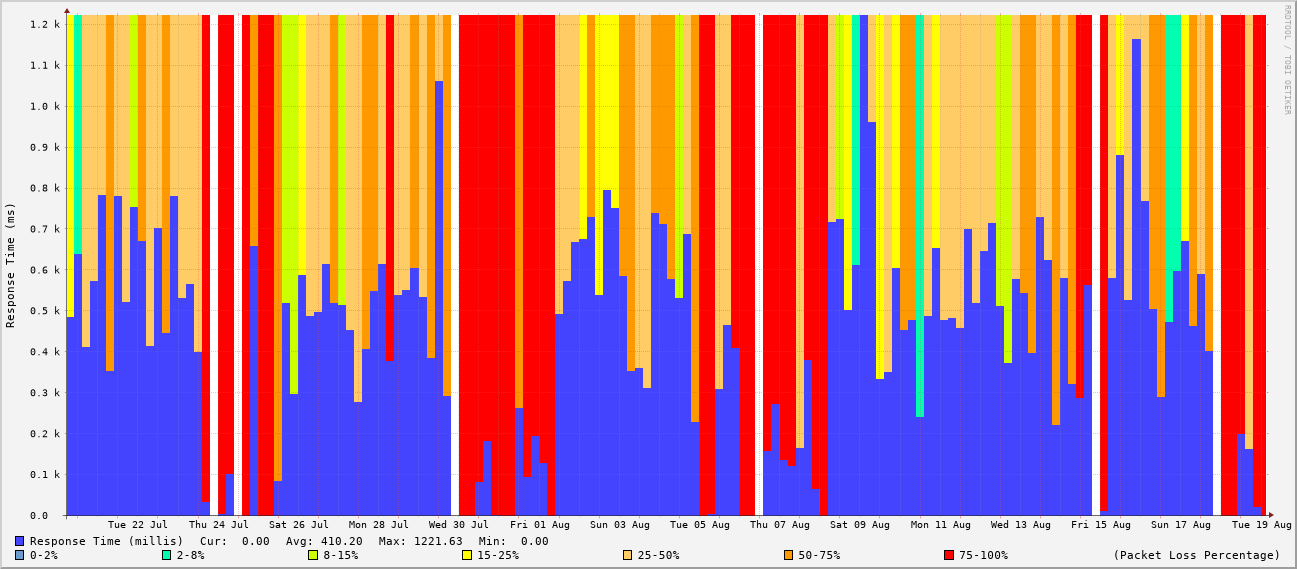 1.2 k
1.1 k
1.0 k
0.9 k
0.8 k
0.7 k
0.6 k
0.5 k
0.4 k
0.3 k
0.2 k
0.1 k
0.0
Response Time (ms)
RRDTOOL / TOBI OETIKER
Tue 22 Jul Thu 24 Jul Sat 26 Jul Mon 28 Jul Wed 30 Jul Fri 01 Aug Sun 03 Aug Tue 05 Aug Thu 07 Aug Sat 09 Aug Mon 11 Aug Wed 13 Aug Fri 15 Aug Sun 17 Aug Tue 19 Aug
Response Time (millis) Cur: 0.00 Avg: 410.20 Max: 1221.63 Min: 0.00
0-2% 2-8% 8-15% 15-25% 25-50% 50-75% 75-100% (Packet Loss Percentage)